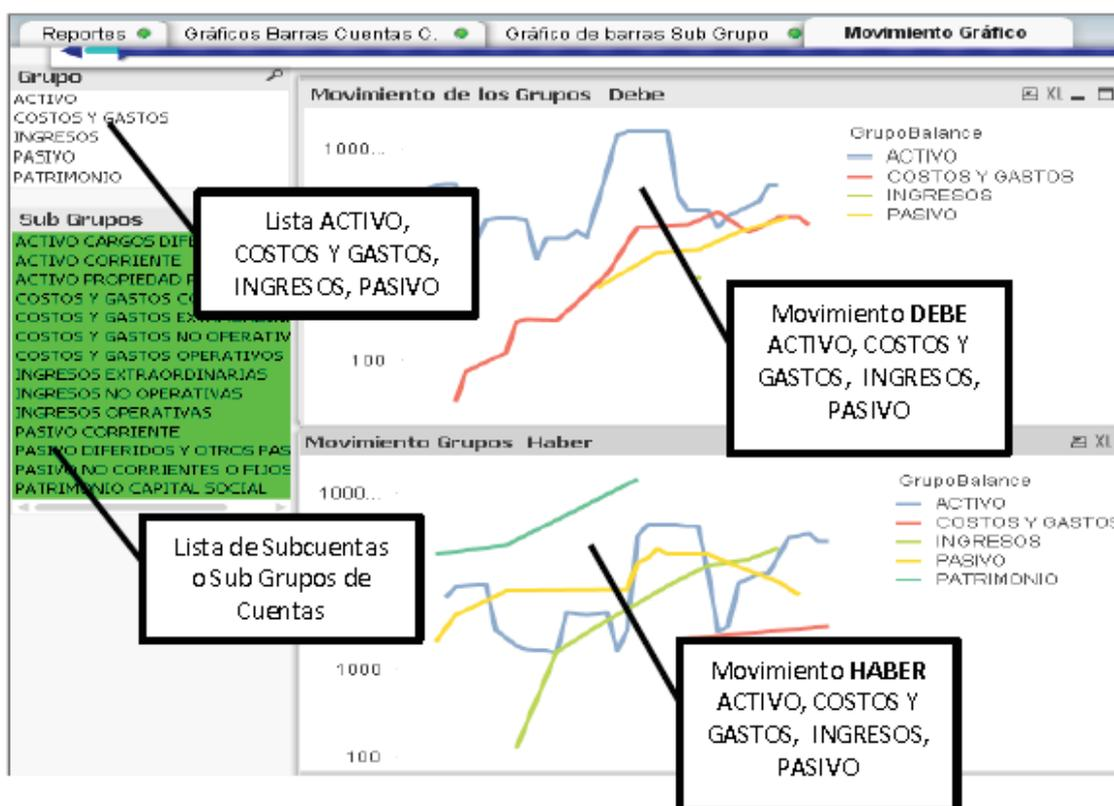 Reportes
Gráficos Barras Cuentas C.
Gráfico de barras Sub Grupo
Movimiento Gráfico
Grupo
ACTIVO
COSTOS Y GASTOS
INGRESOS
PASIVO
PATRIMONIO
Sub Grupos
ACTIVO CARGOS DIFE
ACTIVO CORRIENTE
ACTIVO PROPIEDAD
COSTOS Y GASTOS CO
COSTOS Y GASTOS
COSTOS Y GASTOS NO OPERATIV
COSTOS Y GASTOS OPERATIVOS
INGRESOS EXTRAORDINARIAS
INGRESOS NO OPERATIVAS
INGRESOS OPERATIVAS
PASIVO CORRIENTE
PASIVO DIFERIDOS Y OTROS PAS
PASIVO NO CORRIENTES O FIJOS
PATRIMONIO CAPITAL SOCIAL
Lista ACTIVO,
COSTOS Y GASTOS,
INGRESOS, PASIVO
Lista de Subcuentas
o Sub Grupos de
Cuentas
Movimiento de los Grupos Debe
XL
1000...
100
GrupoBalance
ACTIVO
COSTOS Y GASTOS
INGRESOS
PASIVO
Movimiento DEBE
ACTIVO, COSTOS Y
GASTOS, INGRESOS,
PASIVO
Movimiento Grupos Haber
XL
1000...
1000
100
GrupoBalance
ACTIVO
COSTOS Y GASTOS
INGRESOS
PASIVO
PATRIMONIO
Movimiento HABER
ACTIVO, COSTOS Y
GASTOS, INGRESOS,
PASIVO